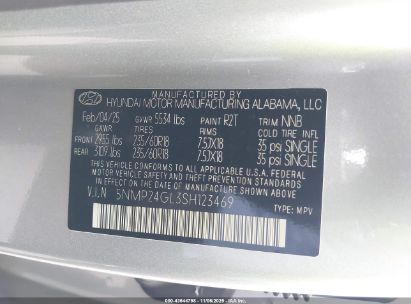 MANUFACTURED BY
HYUNDAI MOTOR MANUFACTURING ALABAMA, LLC
Feb/04/25 GVWR 5534 lbs PAINT R2T TRIM NNB
GAWR TIRES RIMS COLD TIRE INFL
FRONT 2955 lbs 235/60R18 7.5JX18 35 psi SINGLE
REAR 3109 lbs 235/60R18 7.5JX18 35 psi SINGLE
THIS VEHICLE CONFORMS TO ALL APPLICABLE U.S.A. FEDERAL
MOTOR VEHICLE SAFETY AND THEFT PREVENTION STANDARDS
IN EFFECT ON THE DATE OF MANUFACTURE SHOWN ABOVE.
V.I.N. 5NMP24GL3SH123469
TYPE: MPV